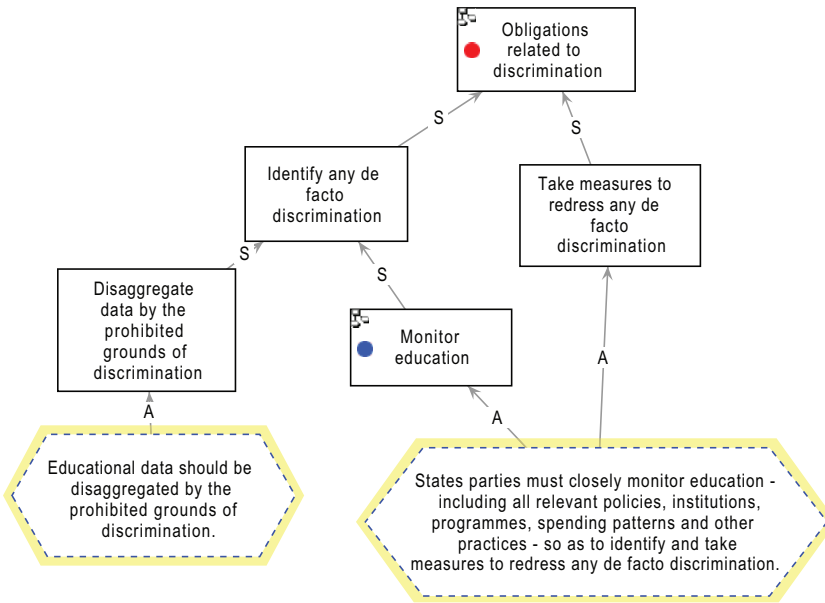 Obligations
related to
discrimination
S
S
Identify any de
facto
discrimination
Take measures to
redress any de
facto
discrimination
S
S
Disaggregate
data by the
prohibited
grounds of
discrimination
Monitor
education
A
A
A
Educational data should be
disaggregated by the
prohibited grounds of
discrimination.
States parties must closely monitor education -
including all relevant policies, institutions,
programmes, spending patterns and other
practices - so as to identify and take
measures to redress any de facto discrimination.